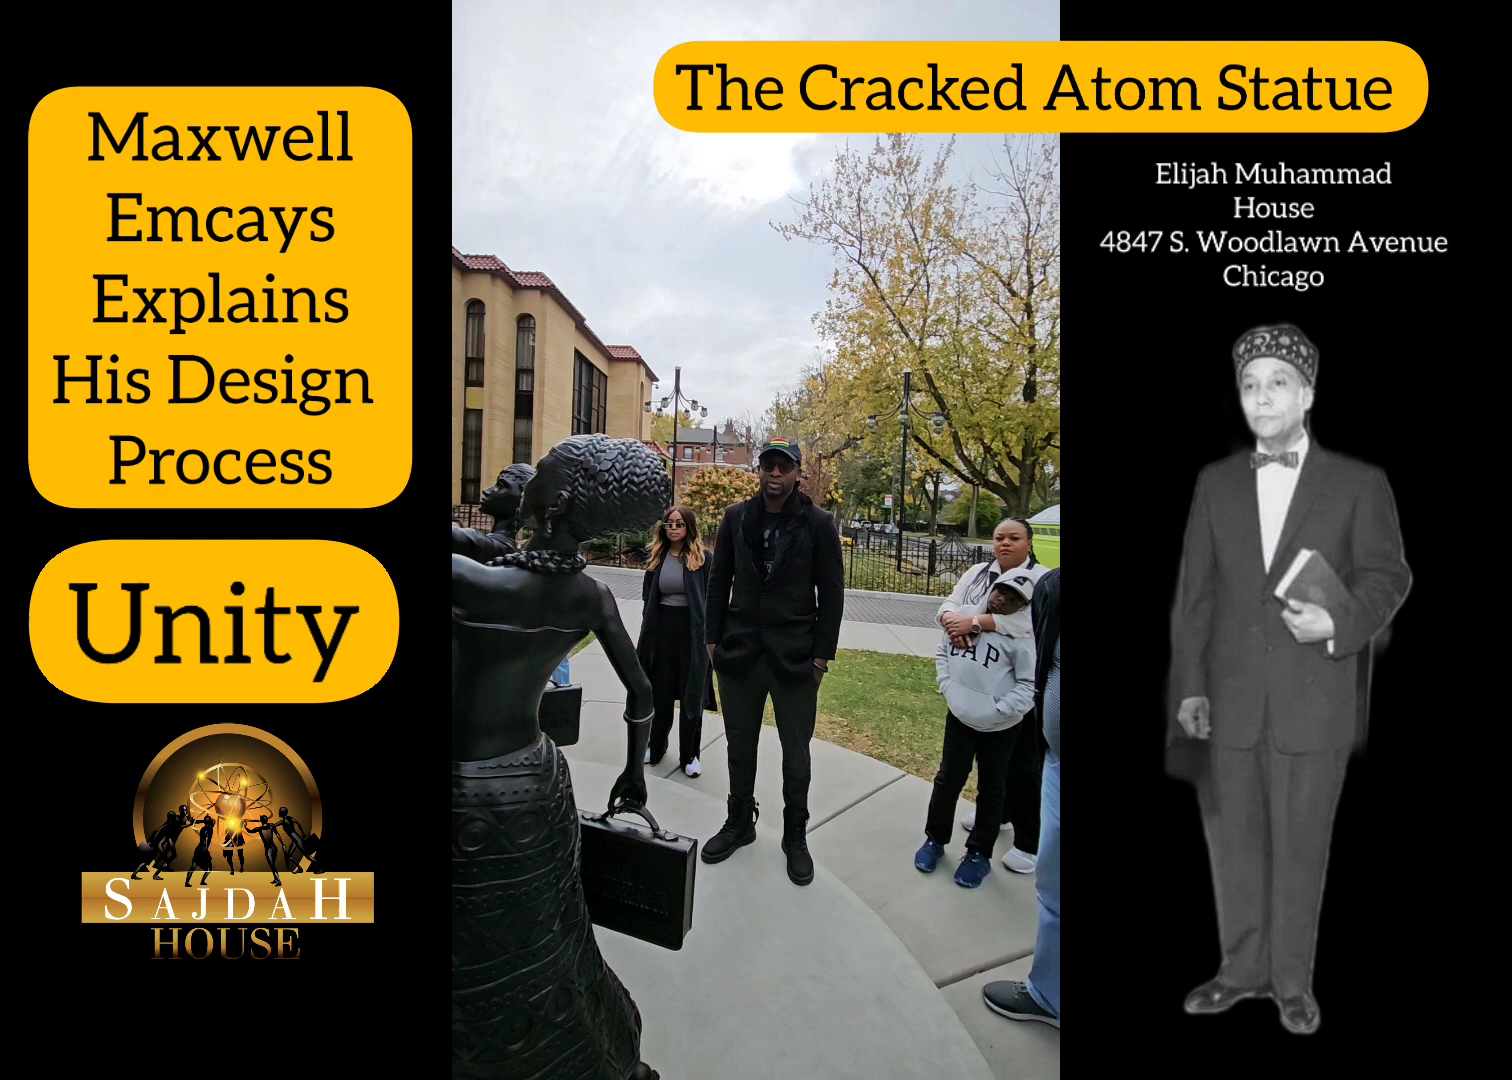 Maxwell
Emcays
Explains
His Design
Process
Unity
SAJDAH
HOUSE
The Cracked Atom Statue
Elijah Muhammad
House
4847 S. Woodlawn Avenue
Chicago
GAP